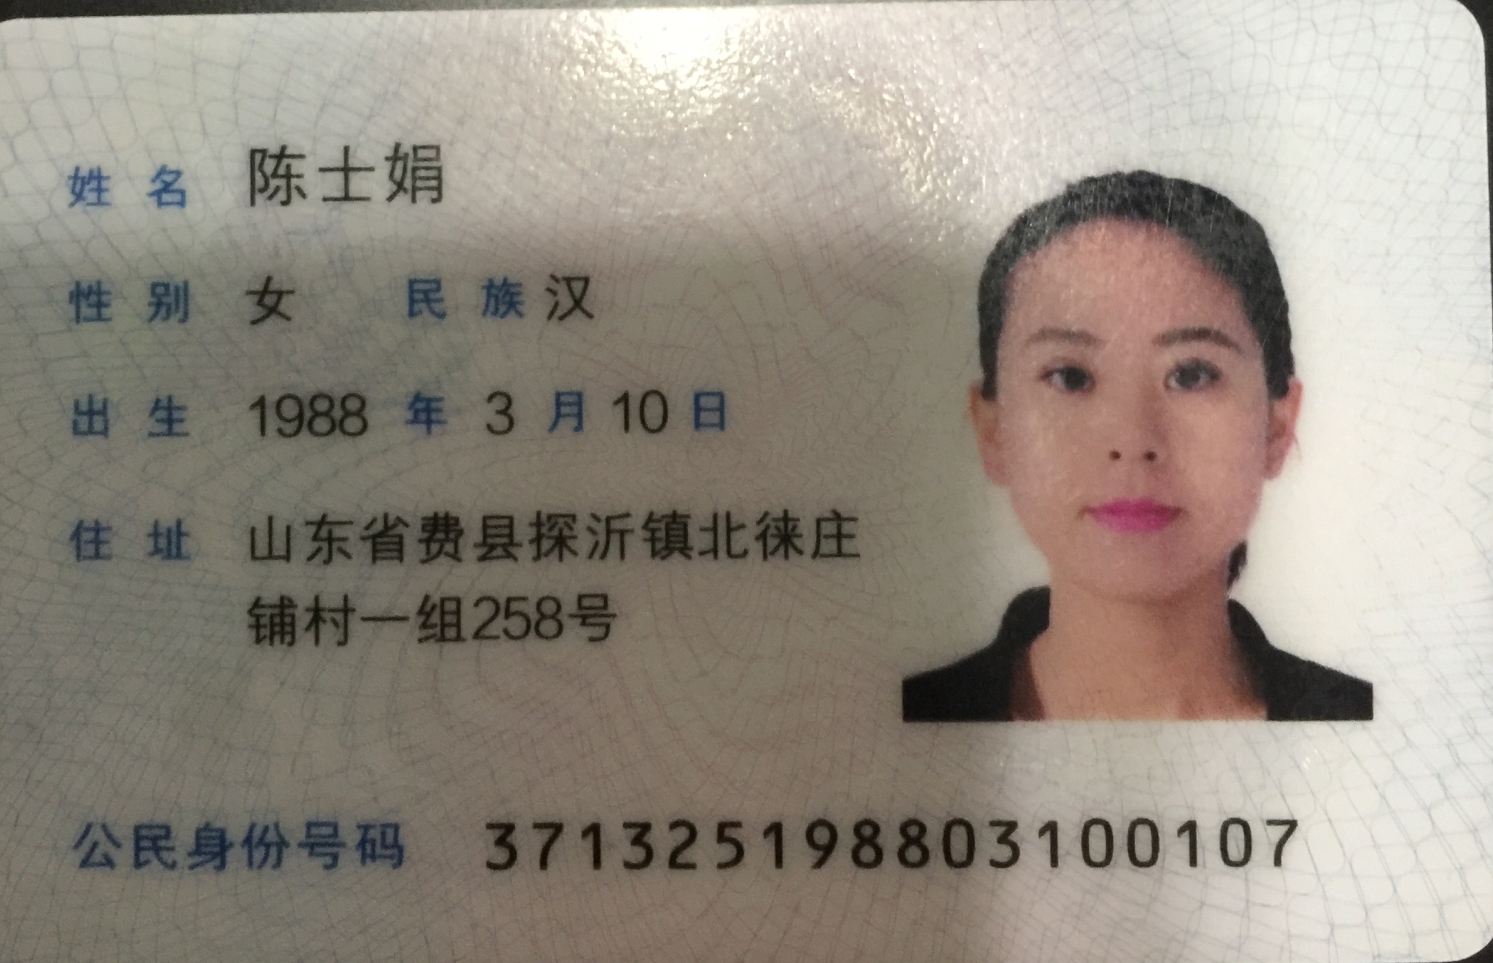 姓名 陈士娟
性别 女 民族 汉
出生 1988 年 3 月 10 日
住址 山东省费县探沂镇北徕庄
铺村一组258号
公民身份号码 371325198803100107